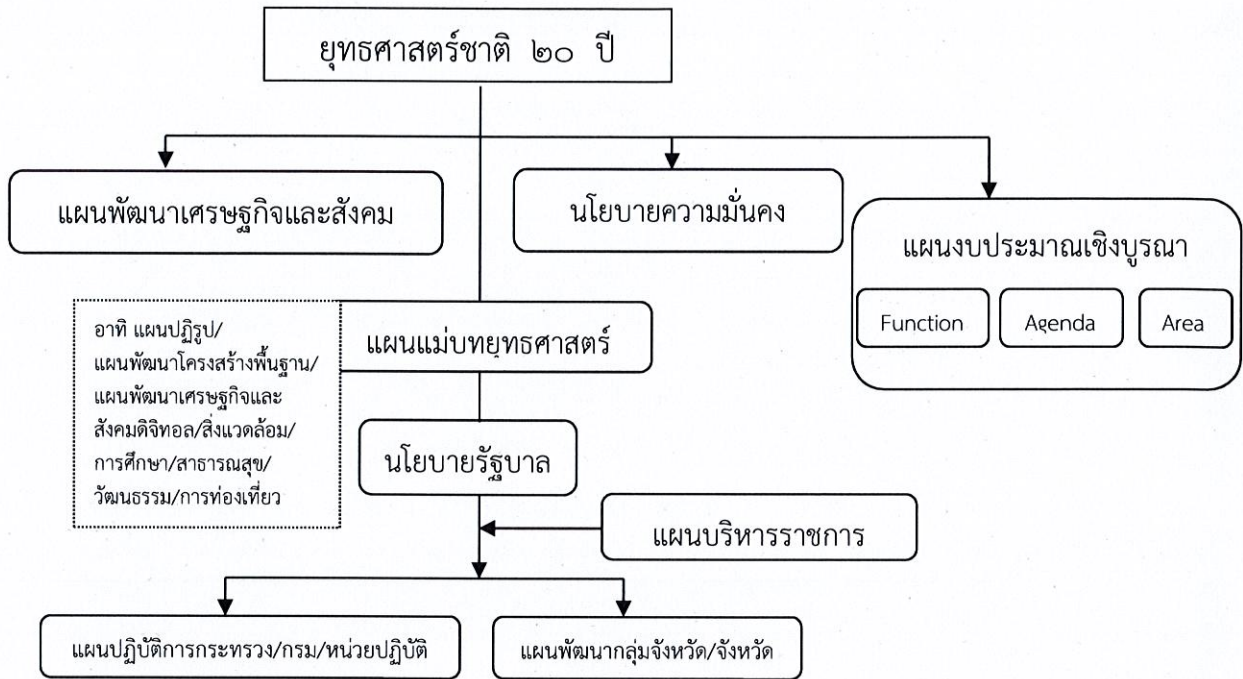 ยุทธศาสตร์ชาติ ๒๐ ปี
แผนพัฒนาเศรษฐกิจและสังคม
นโยบายความมั่นคง
แผนงบประมาณเชิงบูรณา
Function
Agenda
Area
อาทิ แผนปฏิรูป/
แผนพัฒนาโครงสร้างพื้นฐาน/
แผนพัฒนาเศรษฐกิจและ
สังคมดิจิทอล/สิ่งแวดล้อม/
การศึกษา/สาธารณสุข/
วัฒนธรรม/การท่องเที่ยว
แผนแม่บทยุทธศาสตร์
นโยบายรัฐบาล
แผนบริหารราชการ
แผนปฏิบัติการกระทรวง/กรม/หน่วยปฏิบัติ
แผนพัฒนากลุ่มจังหวัด/จังหวัด